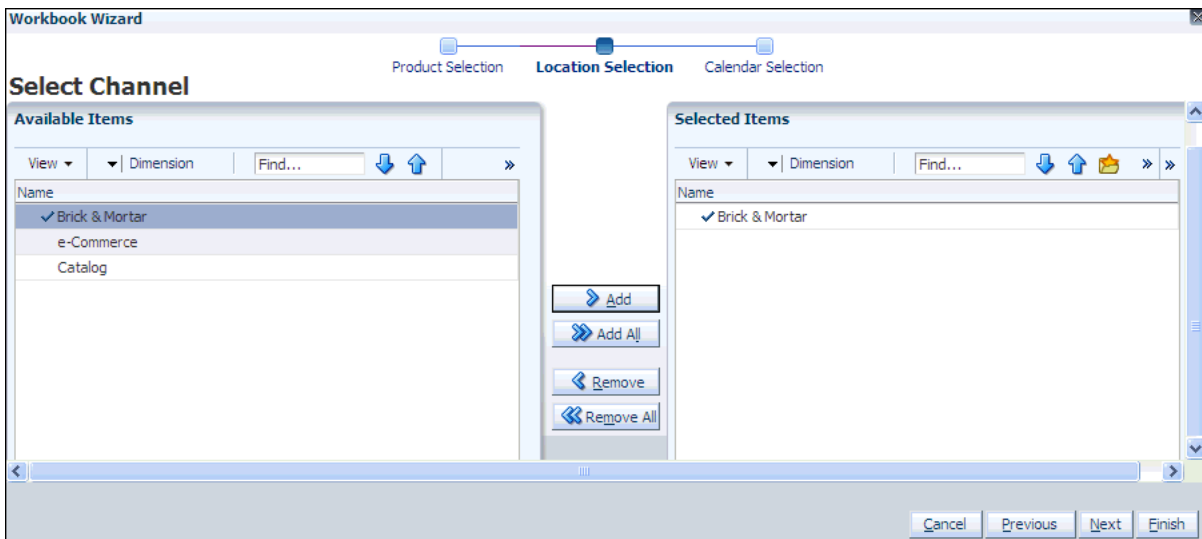 Workbook Wizard
Product Selection Location Selection Calendar Selection
Select Channel
Available Items
View Dimension Find... »
Name
Brick & Mortar
e-Commerce
Catalog
Add
Add All
Remove
Remove All
Selected Items
View Dimension Find... » »
Name
Brick & Mortar
Cancel Previous Next Finish